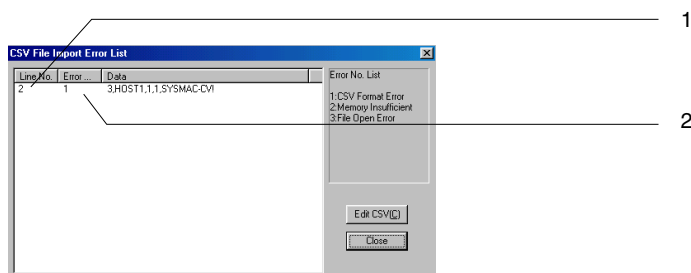 1
CSV File Import Error List
Line No. Error ... Data
2 1 3,HOST1,1,1,SYSMAC-CV!
Error No. List
1:CSV Format Error
2:Memory Insufficient
3:File Open Error
2
Edit CSV(C)
Close